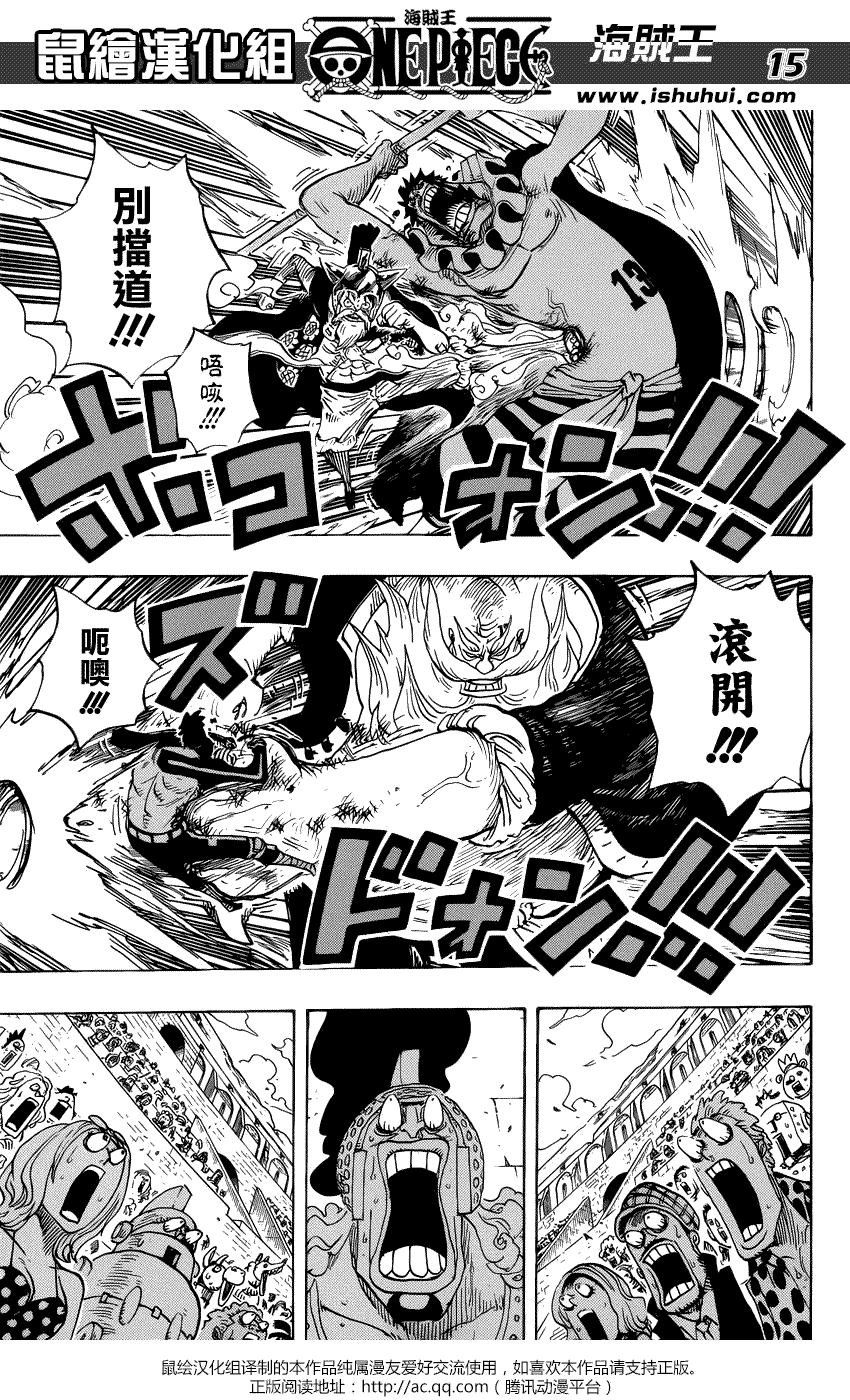 鼠繪漢化組
海賊王
ONE PIECE
海賊王
15
www.ishuhui.com
別擋道!!!
唔咳!!!
13
ボコォン!!!
滾開!!!
呃噢!!!
ズドォン!!!
鼠绘汉化组译制的本作品纯属漫友爱好交流使用，如喜欢本作品请支持正版。
正版阅读地址：http://ac.qq.com（腾讯动漫平台）